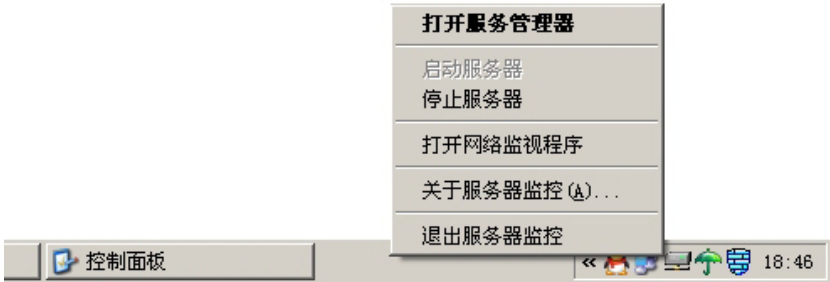 打开服务管理器
启动服务器
停止服务器
打开网络监视程序
关于服务器监控(A)...
退出服务器监控
控制面板
« 18:46